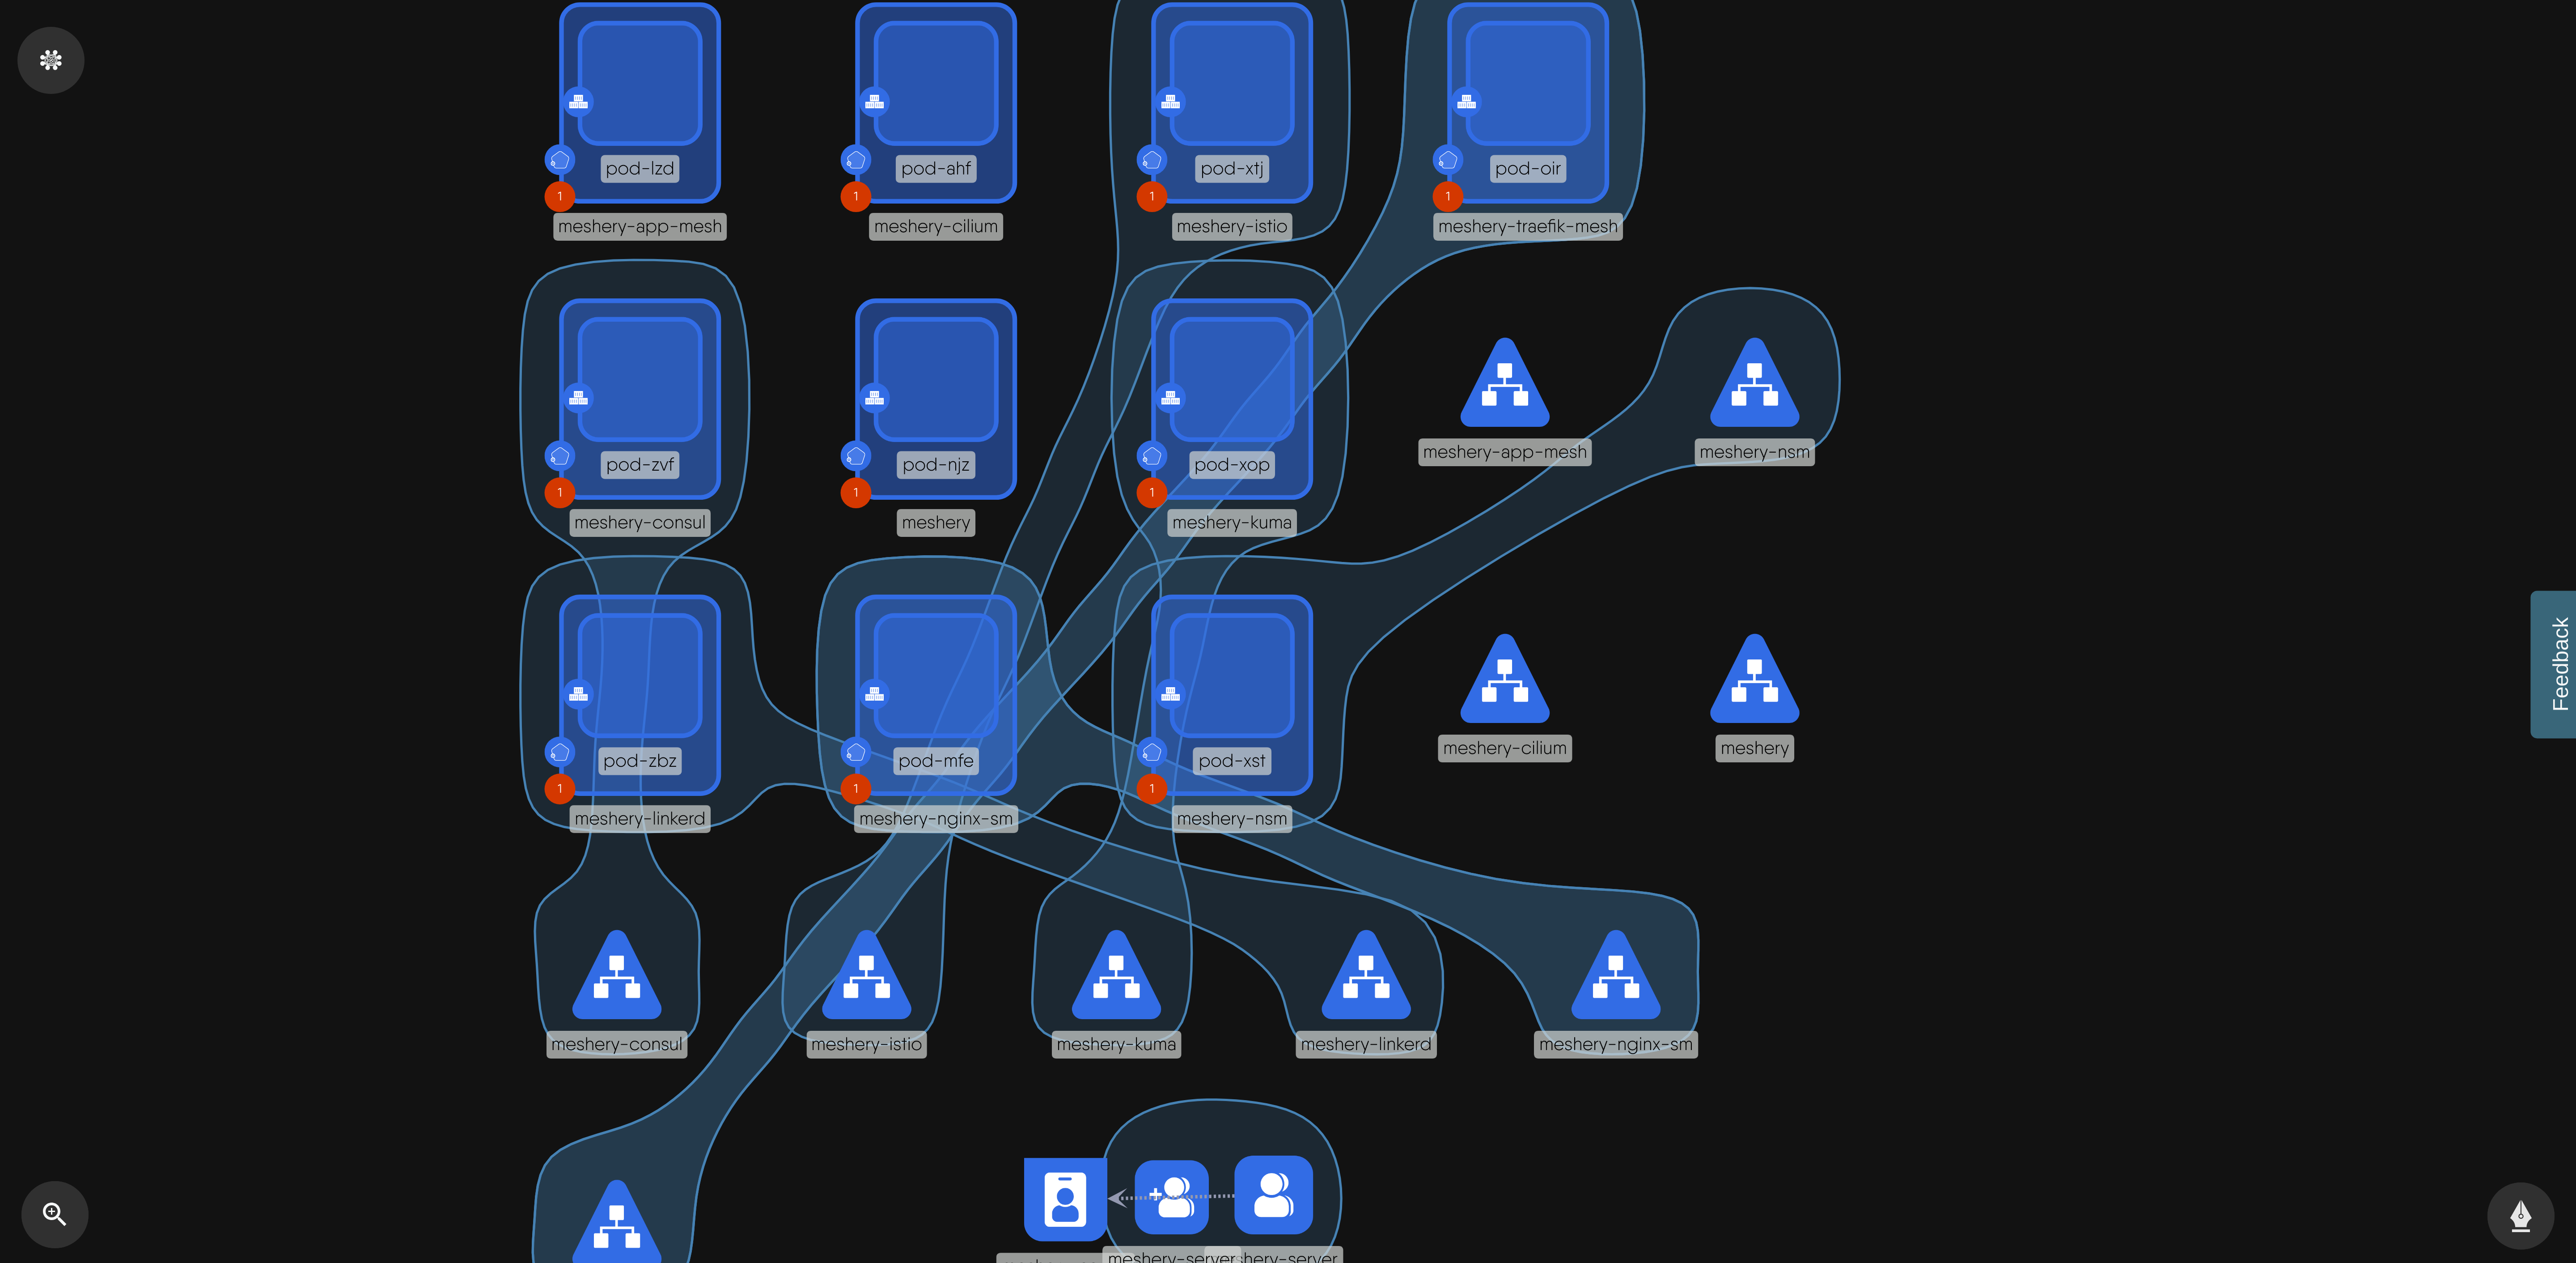 pod-lzd
pod-ahf
pod-xtj
pod-oir
1
1
1
1
meshery-app-mesh
meshery-cilium
meshery-istio
meshery-traefik-mesh
pod-zvf
pod-njz
pod-xop
meshery-app-mesh
meshery-nsm
1
1
1
meshery-consul
meshery
meshery-kuma
Feedback
pod-zbz
pod-mfe
pod-xst
meshery-cilium
meshery
1
1
1
meshery-linkerd
meshery-nginx-sm
meshery-nsm
meshery-consul
meshery-istio
meshery-kuma
meshery-linkerd
meshery-nginx-sm
meshery-server